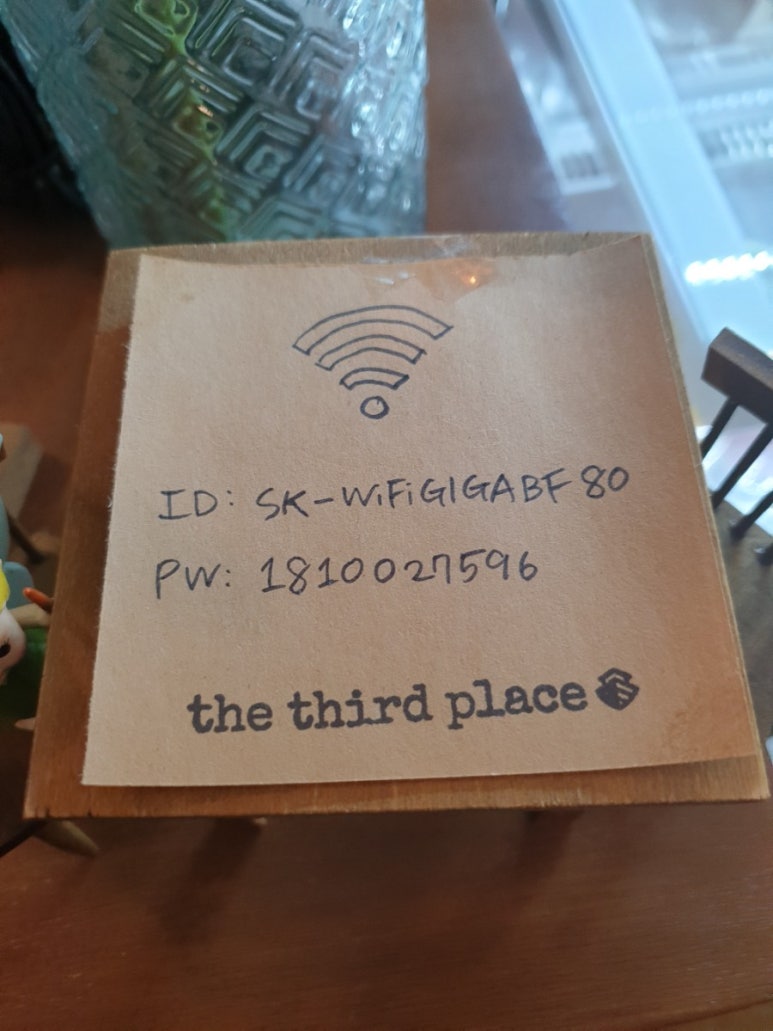 ID: SK-WiFiGIGABF80
PW: 1810027596
the third place